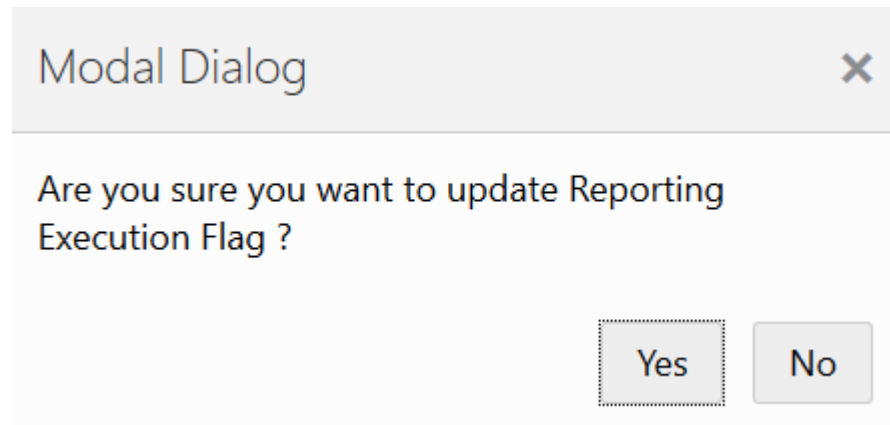 Modal Dialog
Are you sure you want to update Reporting
Execution Flag ?
Yes No